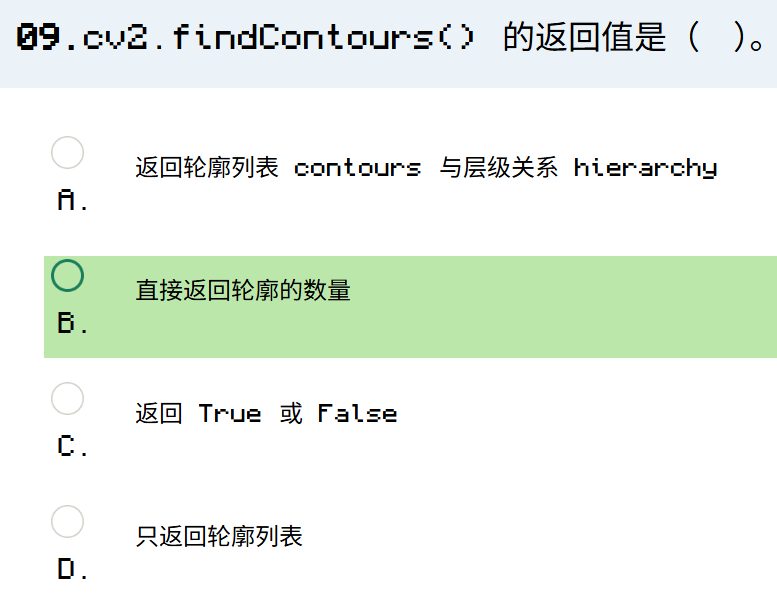 09.cv2.findContours() 的返回值是（ ）。
返回轮廓列表 contours 与层级关系 hierarchy
A.
直接返回轮廓的数量
B.
返回 True 或 False
C.
只返回轮廓列表
D.